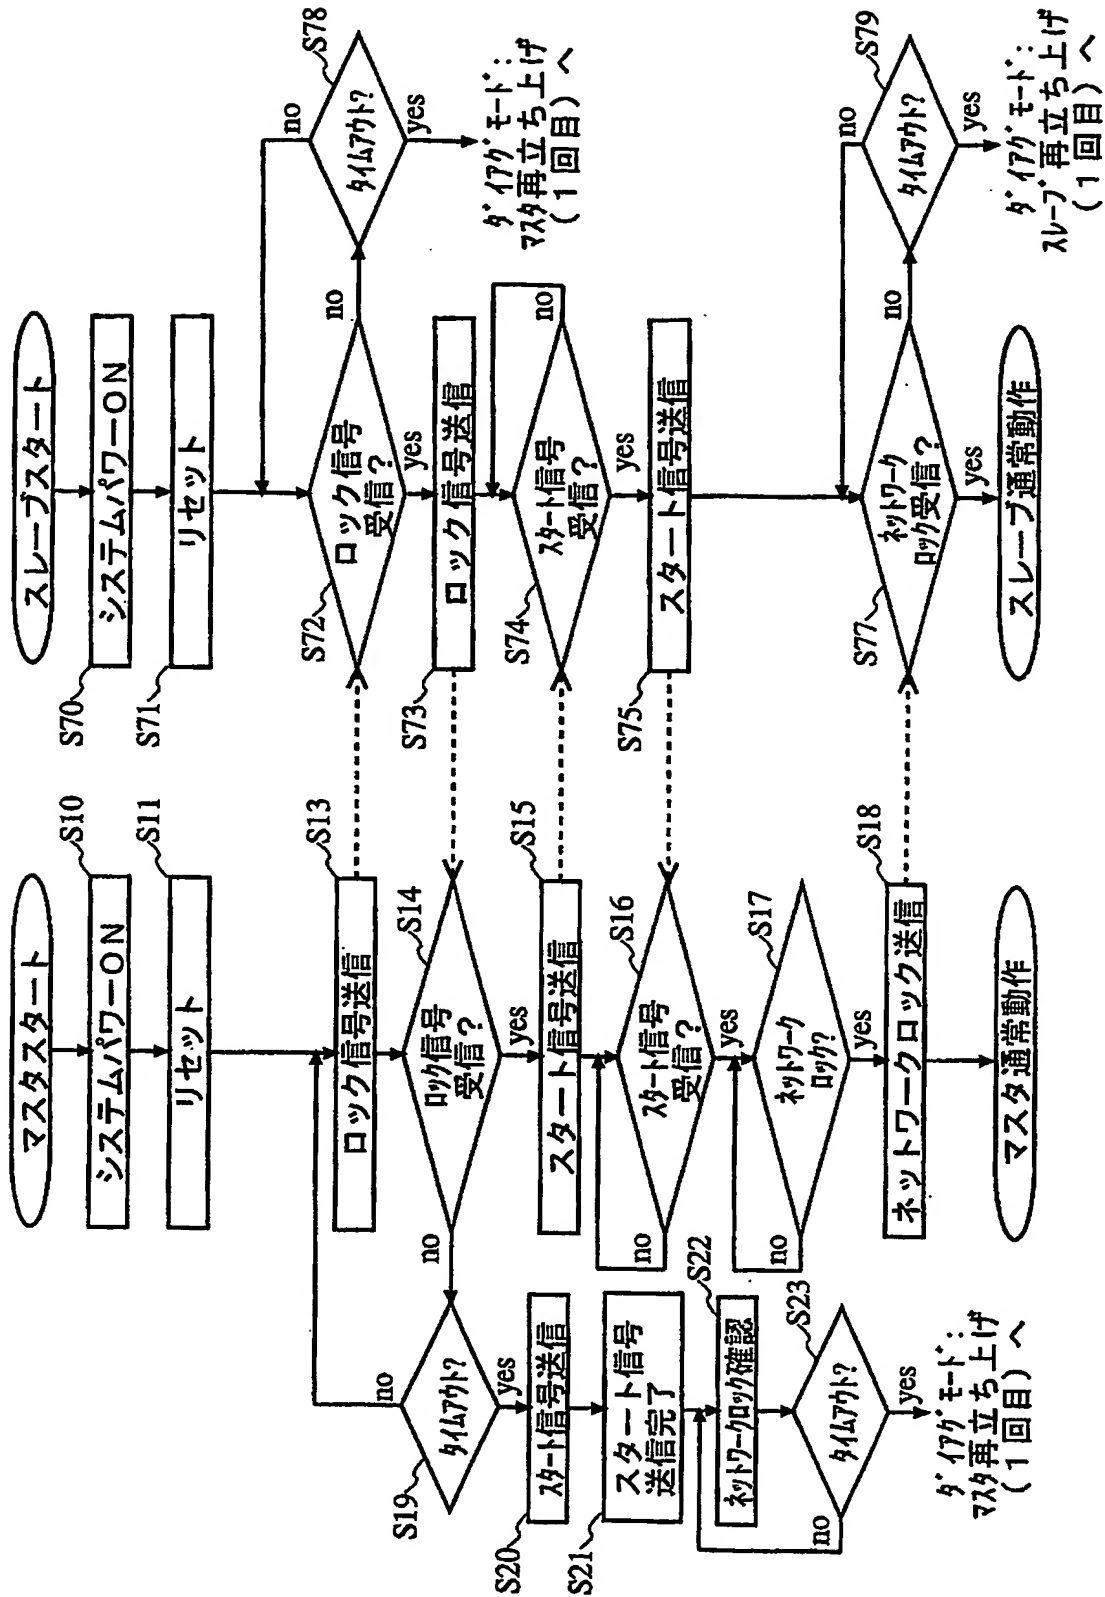 マスタスタート
S10
システムパワーON
S11
リセット
S13
ロック信号送信
S14
ロック信号
受信?
no
yes
S15
スタート信号送信
S16
スタート信号
受信?
no
yes
S17
ネットワーク
ロック?
no
yes
S18
ネットワークロック送信
マスタ通常動作
S19
タイムアウト?
no
yes
S20
スタート信号送信
S21
スタート信号
送信完了
S22
ネットワークロック確認
S23
タイムアウト?
no
yes
ダイアグモード:
マスタ再立ち上げ
(1回目)へ
スレーブスタート
S70
システムパワーON
S71
リセット
S72
ロック信号
受信?
no
yes
S78
タイムアウト?
no
yes
ダイアグモード:
マスタ再立ち上げ
(1回目)へ
S73
ロック信号送信
S74
スタート信号
受信?
no
yes
S75
スタート信号送信
S77
ネットワーク
ロック受信?
no
yes
S79
タイムアウト?
no
yes
ダイアグモード:
スレーブ再立ち上げ
(1回目)へ
スレーブ通常動作